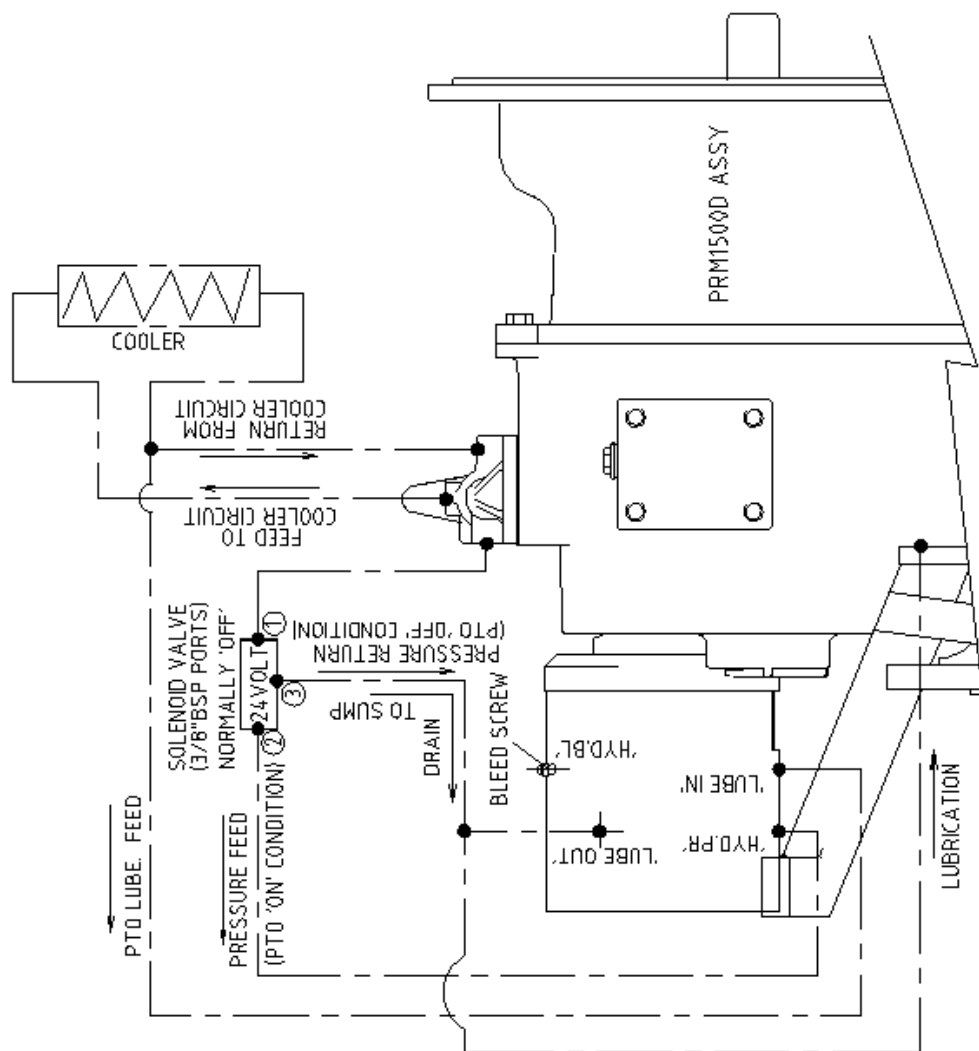 PRM1500D ASSY
COOLER
RETURN FROM
COOLER CIRCUIT
FEED TO
COOLER CIRCUIT
SOLENOID VALVE
(3/8"BSP PORTS)
NORMALLY 'OFF'
24VOLT
1
2
3
PRESSURE RETURN
(PTO 'OFF' CONDITION)
TO SUMP
DRAIN
BLEED SCREW
'HYD.BL'
'LUBE IN'
'HYD.PR'
'LUBE OUT'
PTO LUBE. FEED
PRESSURE FEED
(PTO 'ON' CONDITION)
LUBRICATION